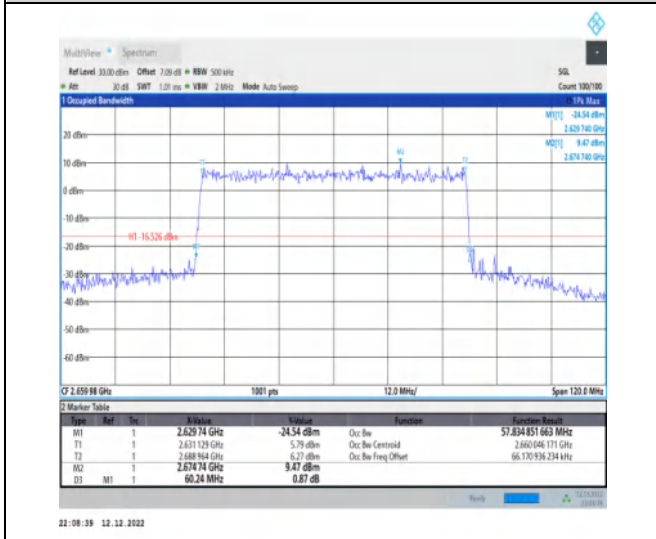 MultiView Spectrum
Ref Level 30.00 dBm Offset 7.09 dB RBW 500 kHz SGL
Att 30 dB SWT 1.01 ms VBW 2 MHz Mode Auto Sweep Count 100/100
1 Occupied Bandwidth 1Pk Max
M1[1] -24.54 dBm
2.629 740 GHz
M2[1] 9.47 dBm
2.674 740 GHz
20 dBm
M2
T1
T2
10 dBm
0 dBm
-10 dBm
H1 -16.526 dBm
-20 dBm
-30 dBm
-40 dBm
-50 dBm
-60 dBm
CF 2.659 98 GHz 1001 pts 12.0 MHz/ Span 120.0 MHz
2 Marker Table
Type Ref Trc X-Value Y-Value Function Function Result
M1 1 2.629 74 GHz -24.54 dBm Occ Bw 57.834 851 663 MHz
T1 1 2.631 129 GHz 5.79 dBm Occ Bw Centroid 2.660 046 171 GHz
T2 1 2.688 964 GHz 6.27 dBm Occ Bw Freq Offset 66.170 936 234 kHz
M2 1 2.674 74 GHz 9.47 dBm
D3 M1 1 60.24 MHz 0.87 dB
Ready 12.12.2022
22:08:39 12.12.2022